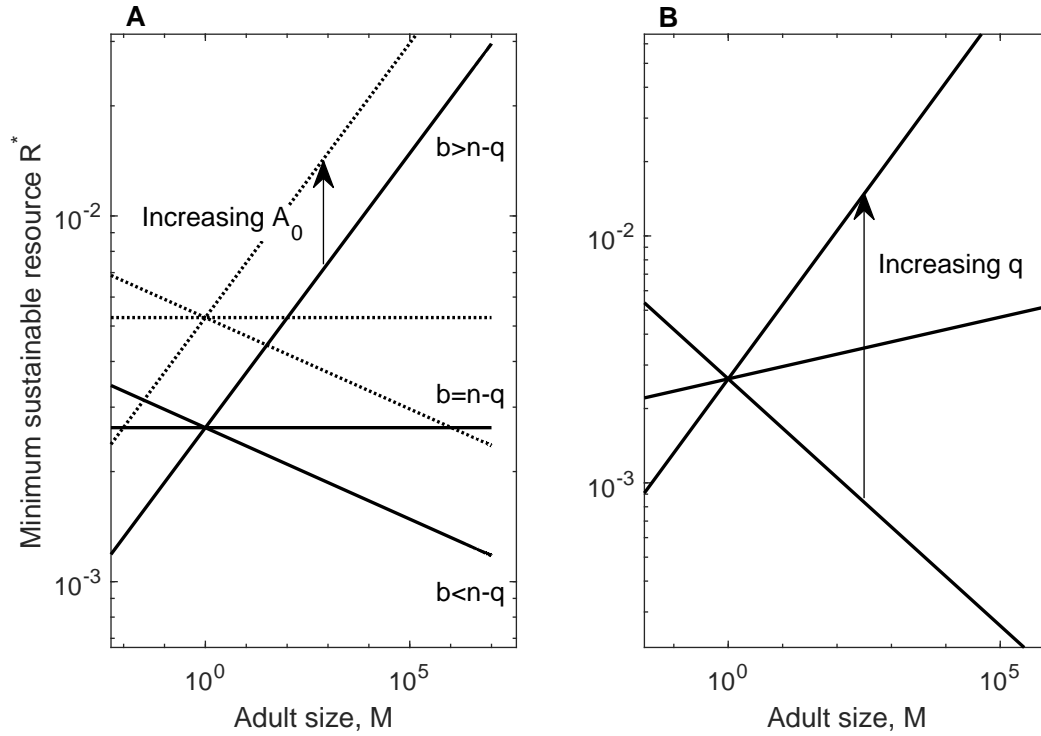 A
B
Minimum sustainable resource R*
10^-2
10^-3
b>n-q
Increasing A_0
b=n-q
b<n-q
10^0
10^5
Adult size, M
10^-2
10^-3
Increasing q
10^0
10^5
Adult size, M